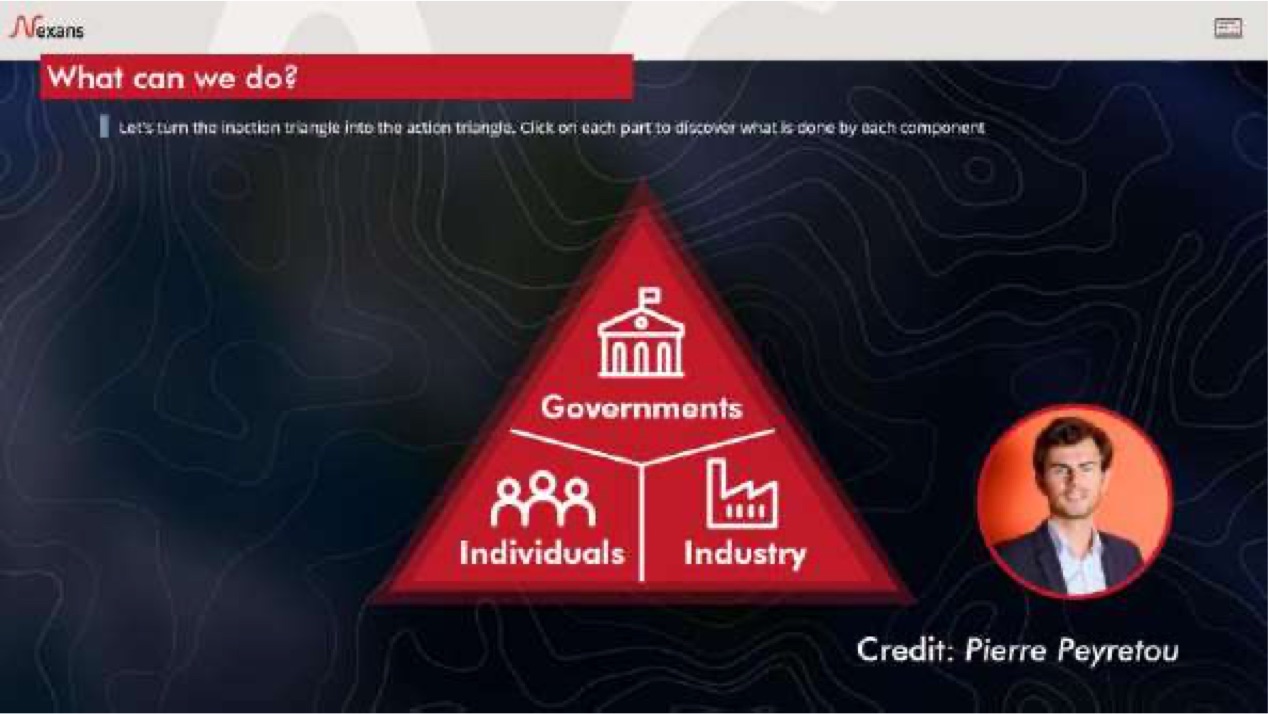 Nexans
What can we do?
Let's turn the inaction triangle into the action triangle. Click on each part to discover what is done by each component
Governments
Individuals
Industry
Credit: Pierre Peyretou